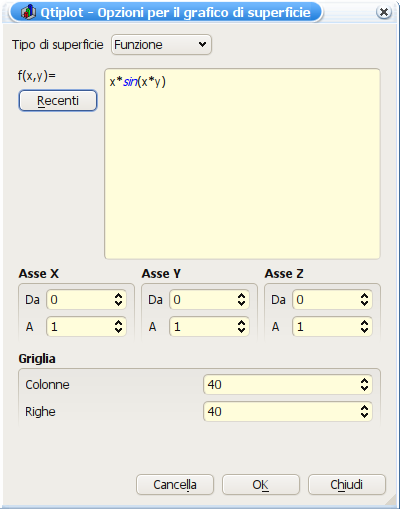 Qtiplot - Opzioni per il grafico di superficie
Tipo di superficie Funzione
f(x,y)=
x*sin(x*y)
Recenti
Asse X Asse Y Asse Z
Da 0 Da 0 Da 0
A 1 A 1 A 1
Griglia
Colonne 40
Righe 40
Cancella OK Chiudi